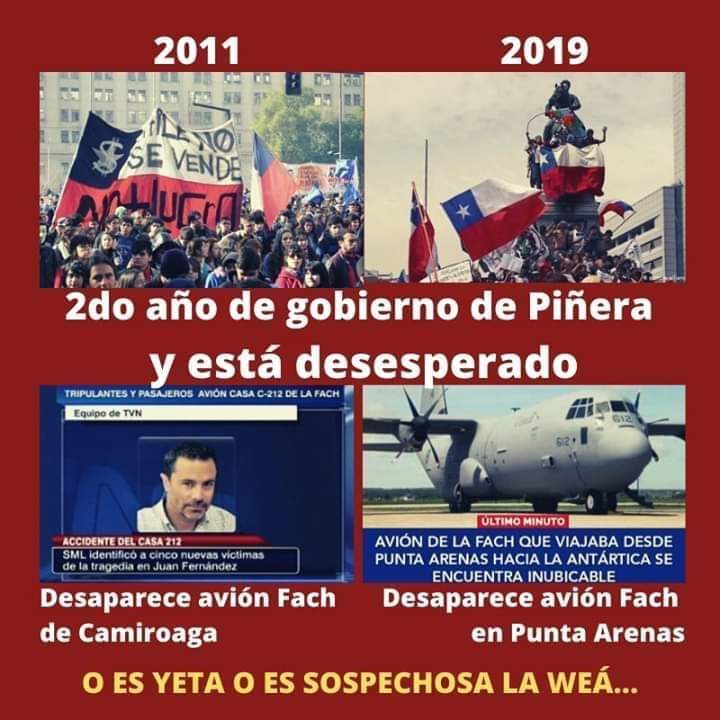 2011
2019
CHILE NO
SE VENDE
2do año de gobierno de Piñera
y está desesperado
TRIPULANTES Y PASAJEROS AVIÓN CASA C-212 DE LA FACH
Equipo de TVN
ACCIDENTE DEL CASA 212
SML identificó a cinco nuevas víctimas
de la tragedia en Juan Fernández
612
612
ÚLTIMO MINUTO
AVIÓN DE LA FACH QUE VIAJABA DESDE
PUNTA ARENAS HACIA LA ANTÁRTICA SE
ENCUENTRA INUBICABLE
Desaparece avión Fach
de Camiroaga
Desaparece avión Fach
en Punta Arenas
O ES YETA O ES SOSPECHOSA LA WEÁ...